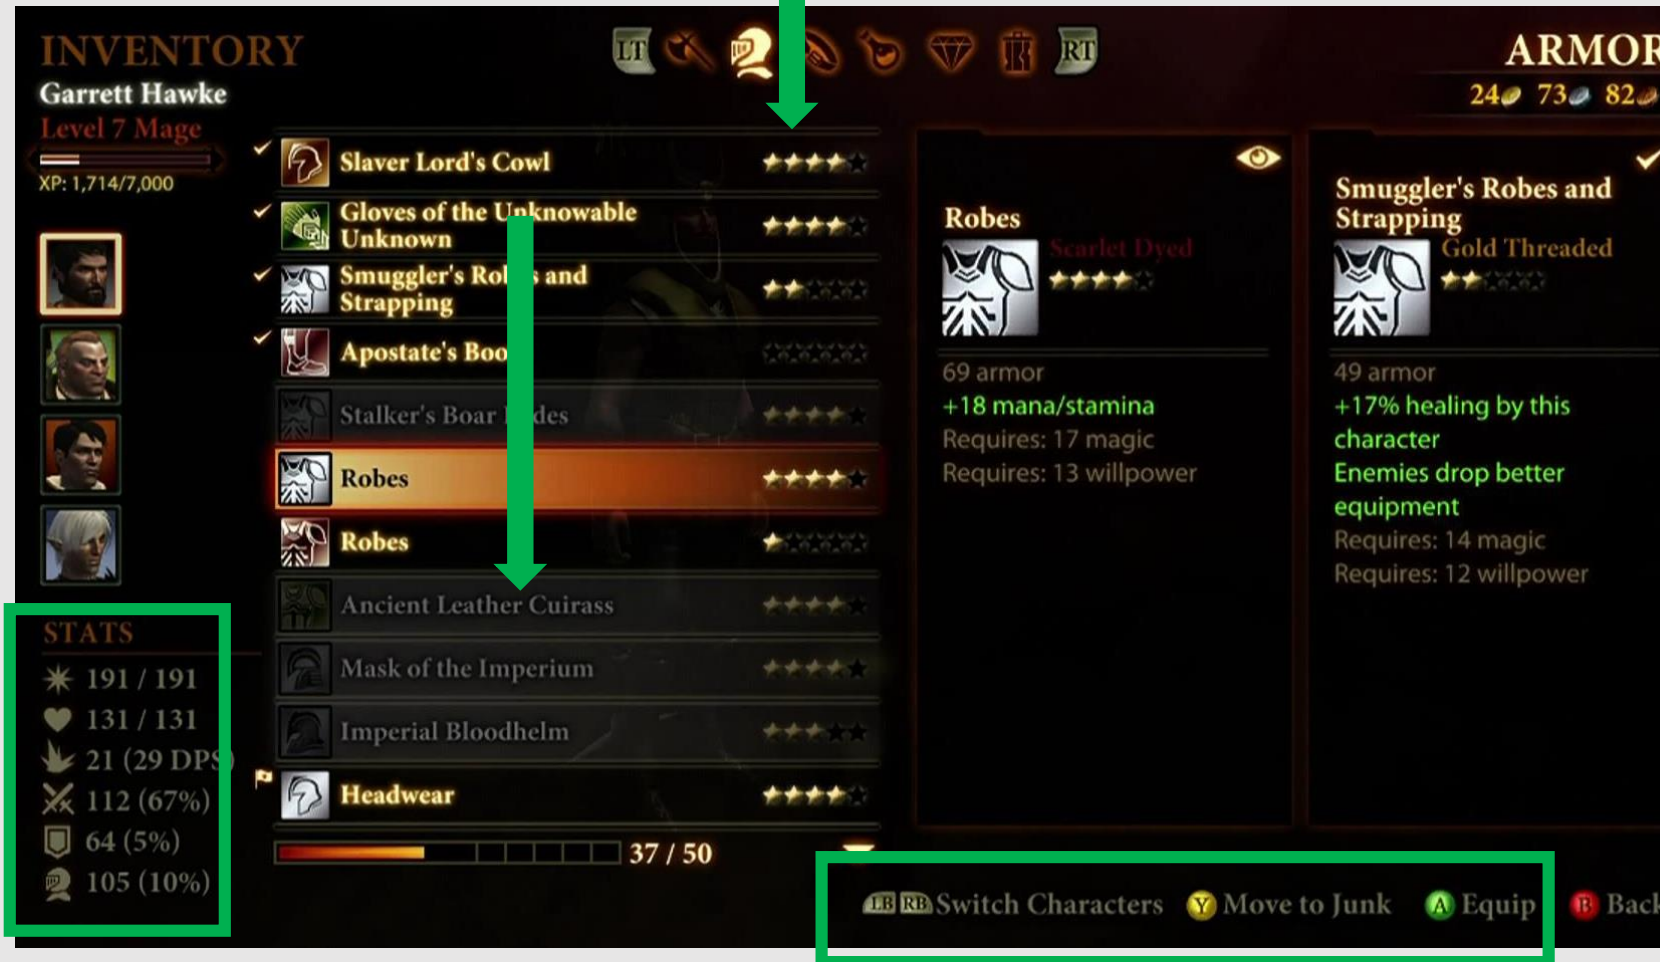 INVENTORY
LT
RT
ARMOR
Garrett Hawke
24 73 82
Level 7 Mage
XP: 1,714/7,000
Slaver Lord's Cowl
Gloves of the Unknowable
Unknown
Smuggler's Robes and
Strapping
Apostate's
Stalker's Boar
Robes
Robes
Ancient Leather Cuirass
Mask of the Imperium
Imperial Bloodhelm
Headwear
37 / 50
Robes
Scarlet Dyed
69 armor
+18 mana/stamina
Requires: 17 magic
Requires: 13 willpower
Smuggler's Robes and
Strapping
Gold Threaded
49 armor
+17% healing by this
character
Enemies drop better
equipment
Requires: 14 magic
Requires: 12 willpower
STATS
191 / 191
131 / 131
21 (29 DPS)
112 (67%)
64 (5%)
105 (10%)
LB RB Switch Characters Y Move to Junk A Equip B Back